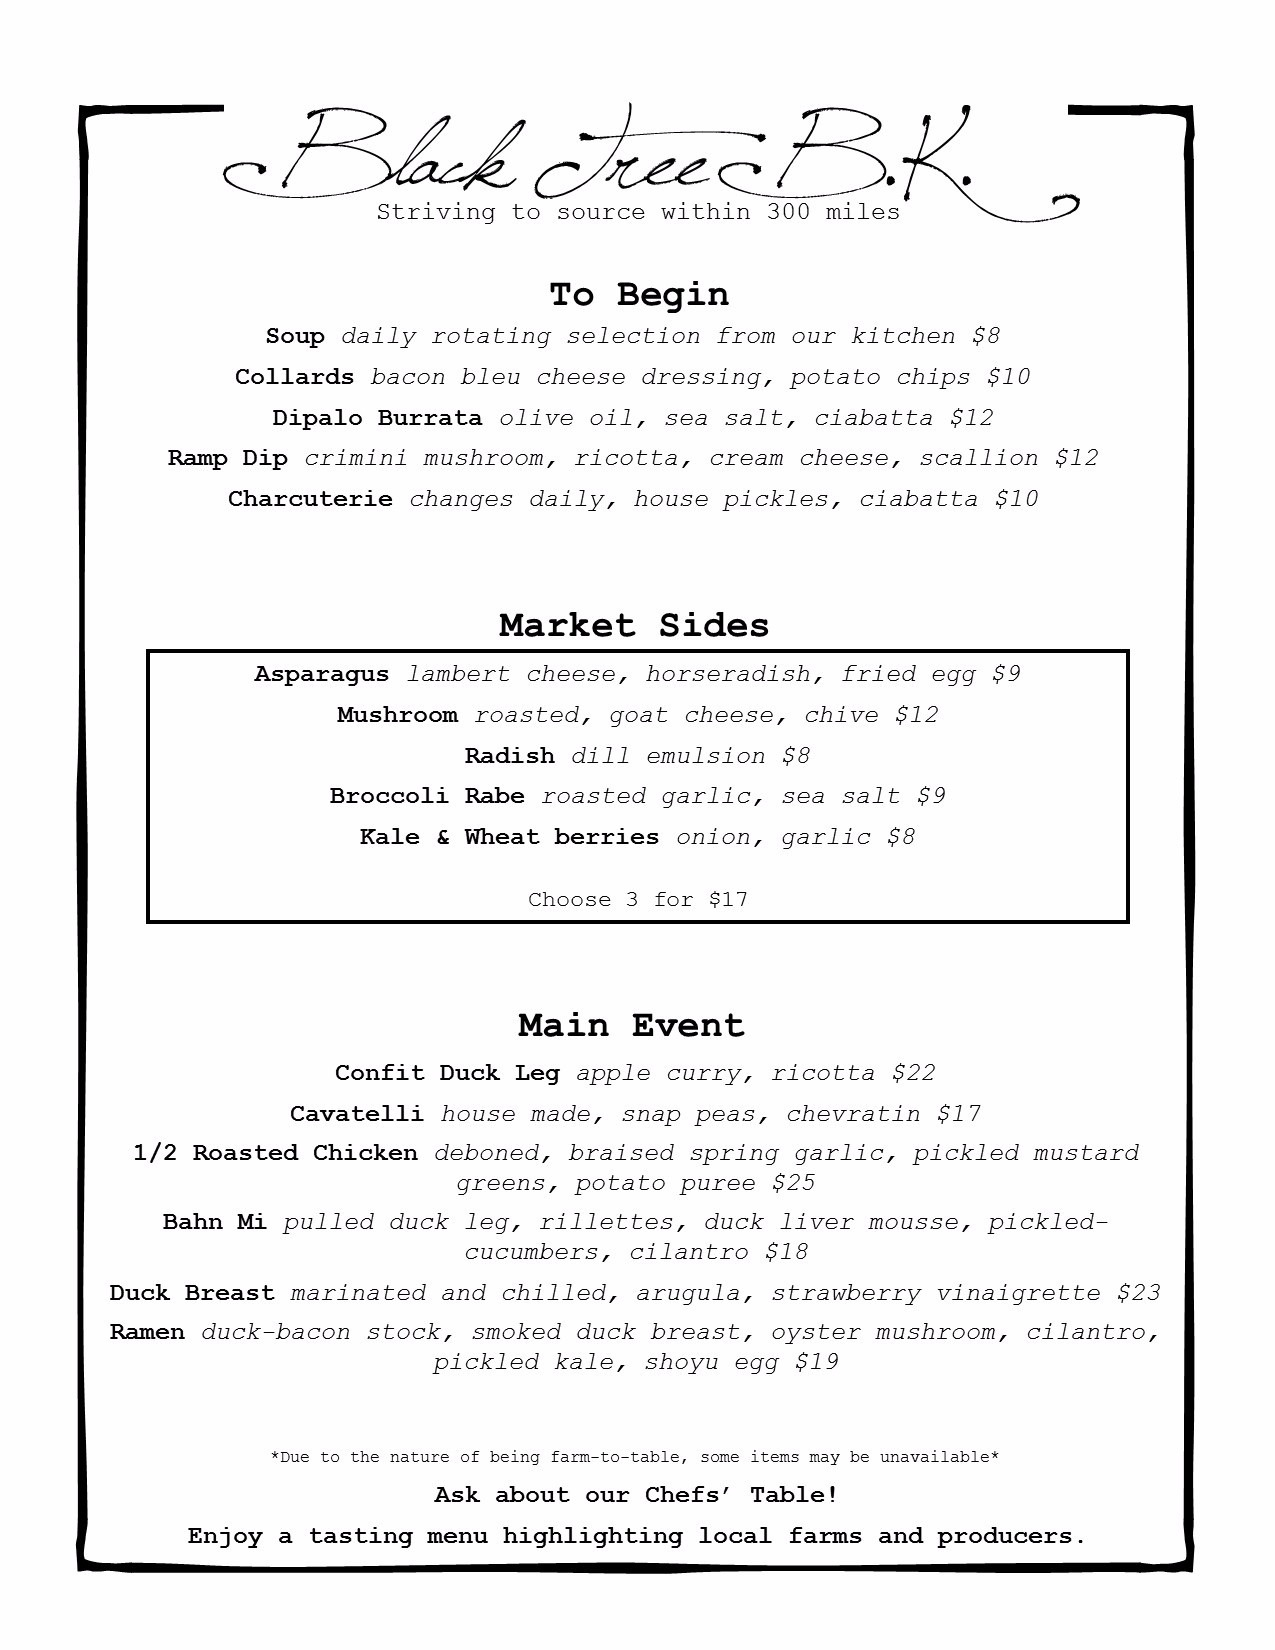 Black Tree B.K.
Striving to source within 300 miles
To Begin
Soup daily rotating selection from our kitchen $8
Collards bacon bleu cheese dressing, potato chips $10
Dipalo Burrata olive oil, sea salt, ciabatta $12
Ramp Dip crimini mushroom, ricotta, cream cheese, scallion $12
Charcuterie changes daily, house pickles, ciabatta $10
Market Sides
Asparagus lambert cheese, horseradish, fried egg $9
Mushroom roasted, goat cheese, chive $12
Radish dill emulsion $8
Broccoli Rabe roasted garlic, sea salt $9
Kale & Wheat berries onion, garlic $8
Choose 3 for $17
Main Event
Confit Duck Leg apple curry, ricotta $22
Cavatelli house made, snap peas, chevratin $17
1/2 Roasted Chicken deboned, braised spring garlic, pickled mustard
greens, potato puree $25
Bahn Mi pulled duck leg, rillettes, duck liver mousse, pickled-
cucumbers, cilantro $18
Duck Breast marinated and chilled, arugula, strawberry vinaigrette $23
Ramen duck-bacon stock, smoked duck breast, oyster mushroom, cilantro,
pickled kale, shoyu egg $19
*Due to the nature of being farm-to-table, some items may be unavailable*
Ask about our Chefs’ Table!
Enjoy a tasting menu highlighting local farms and producers.